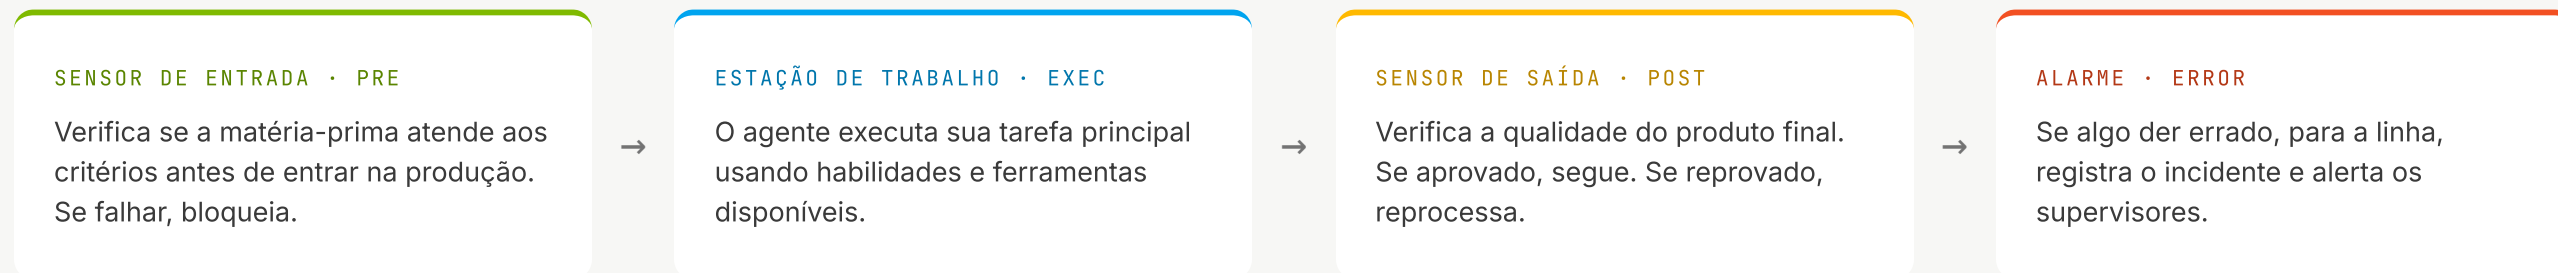 SENSOR DE ENTRADA · PRE
Verifica se a matéria-prima atende aos
critérios antes de entrar na produção.
Se falhar, bloqueia.
→
ESTAÇÃO DE TRABALHO · EXEC
O agente executa sua tarefa principal
usando habilidades e ferramentas
disponíveis.
→
SENSOR DE SAÍDA · POST
Verifica a qualidade do produto final.
Se aprovado, segue. Se reprovado,
reprocessa.
→
ALARME · ERROR
Se algo der errado, para a linha,
registra o incidente e alerta os
supervisores.